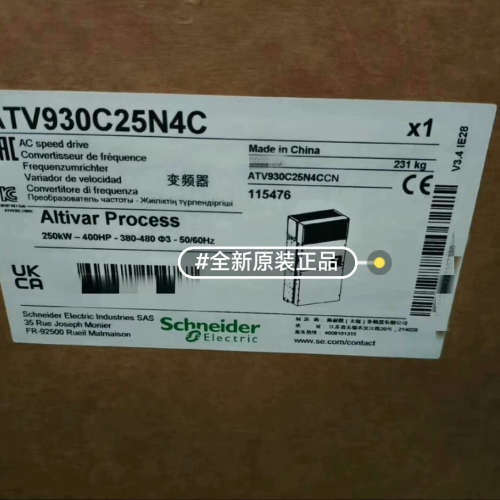 ATV930C25N4C
x1
V3.4 IE28
AC speed drive
Convertisseur de fréquence
Frequenzumrichter
Variador de velocidad
变频器
Convertitore di frequenza
Преобразователь частоты - Жиіліктің түрлендіргіші
Made in China
231 kg
ATV930C25N4CCN
115476
CE
EAC
Altivar Process
250kW - 400HP - 380-480 Φ3 - 50/60Hz
#全新原装正品
UK
CA
Schneider Electric Industries SAS
35 Rue Joseph Monier
FR-92500 Rueil Malmaison
Schneider
Electric
www.se.com/contact